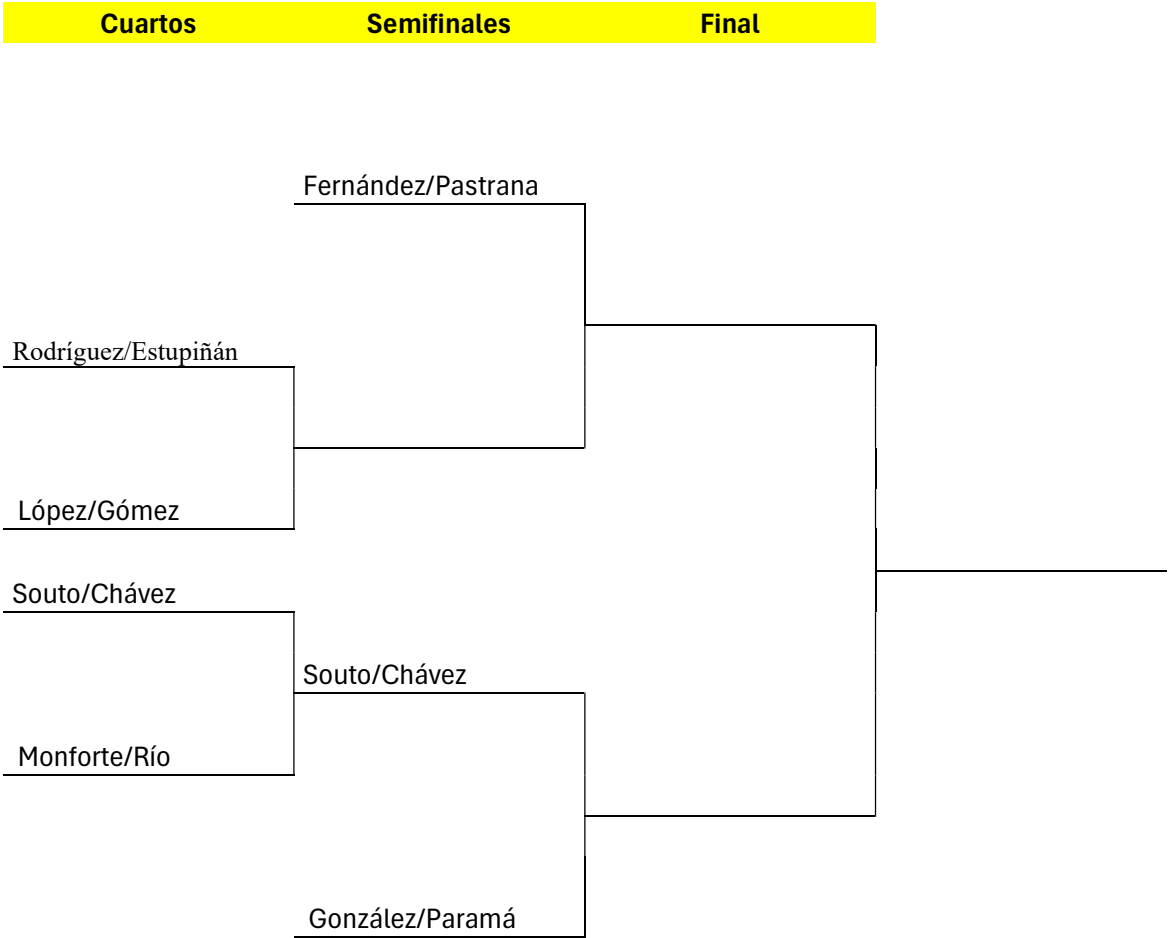 Cuartos Semifinales Final
Fernández/Pastrana
Rodríguez/Estupiñán
López/Gómez
Souto/Chávez
Souto/Chávez
Monforte/Río
González/Paramá